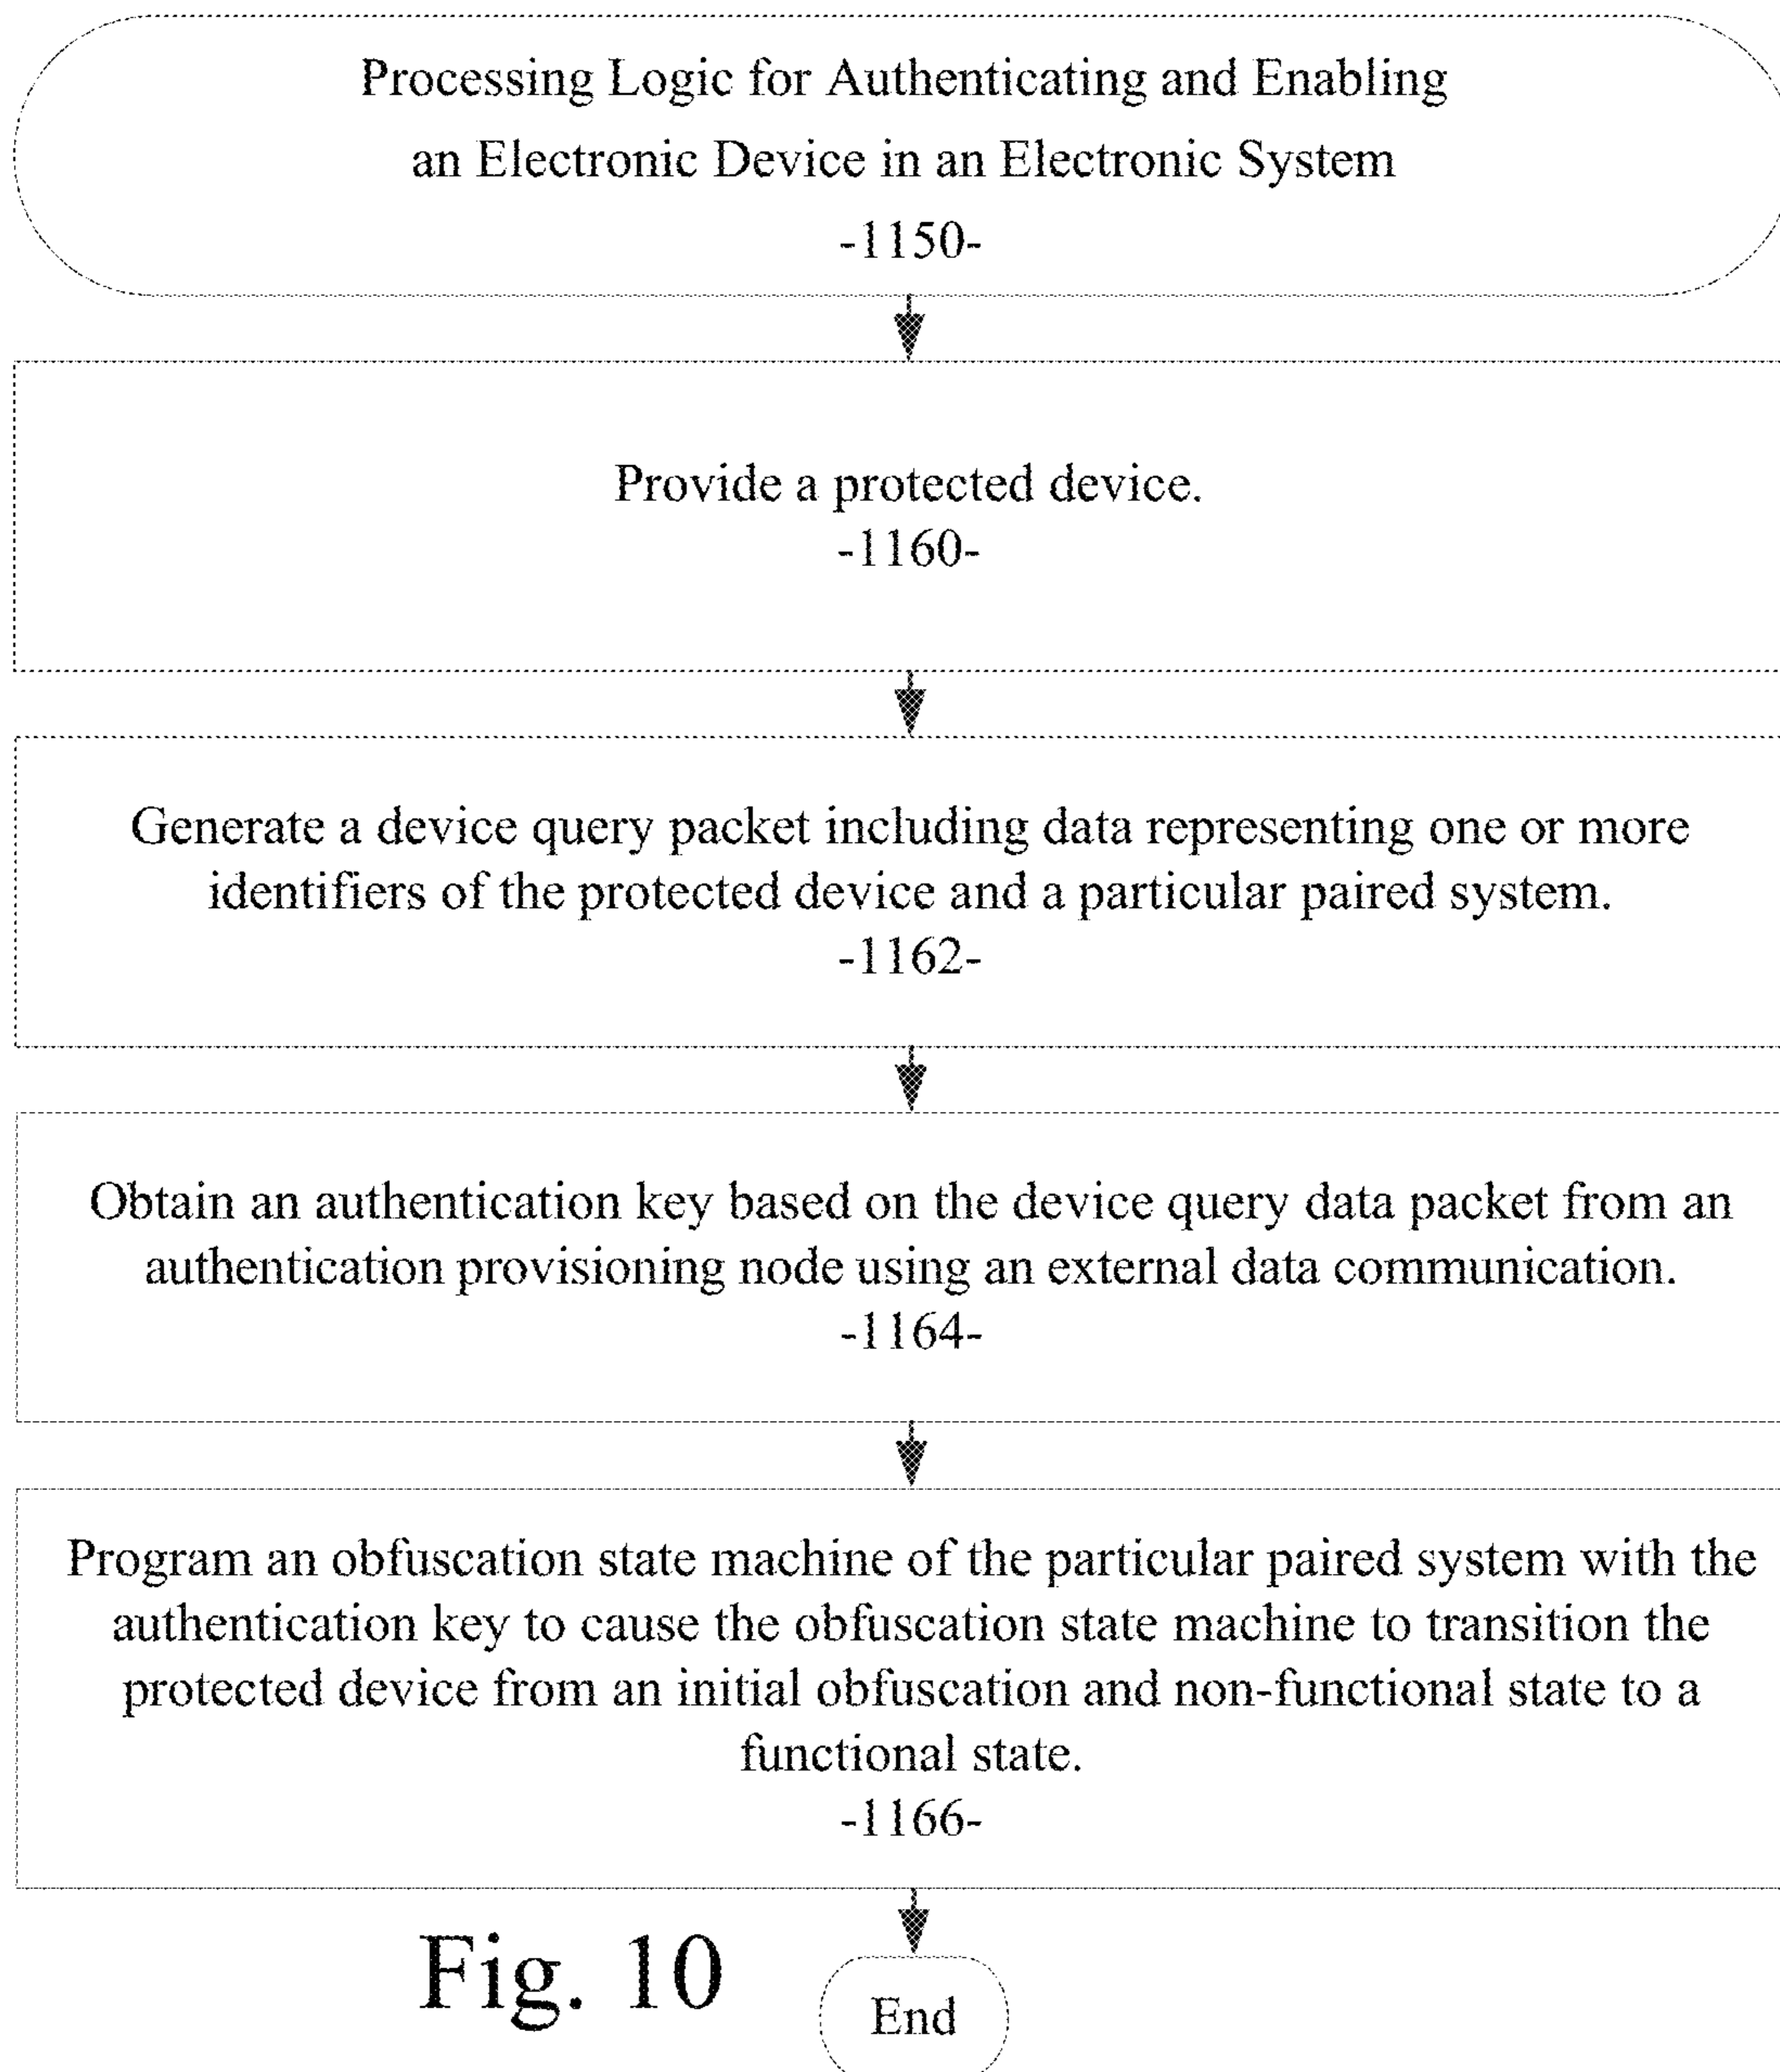 Processing Logic for Authenticating and Enabling
an Electronic Device in an Electronic System
-1150-
Provide a protected device.
-1160-
Generate a device query packet including data representing one or more
identifiers of the protected device and a particular paired system.
-1162-
Obtain an authentication key based on the device query data packet from an
authentication provisioning node using an external data communication.
-1164-
Program an obfuscation state machine of the particular paired system with the
authentication key to cause the obfuscation state machine to transition the
protected device from an initial obfuscation and non-functional state to a
functional state.
-1166-
Fig. 10
End